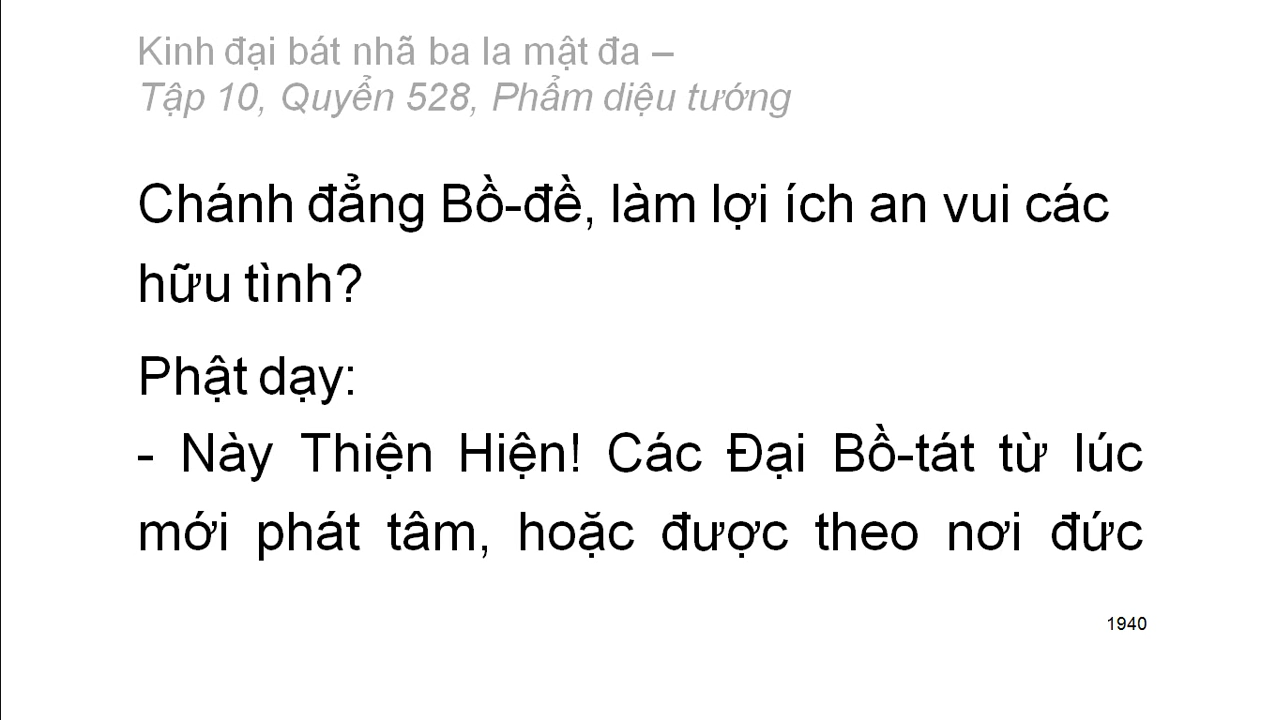 Kinh đại bát nhã ba la mật đa –
Tập 10, Quyển 528, Phẩm diệu tướng
Chánh đẳng Bồ-đề, làm lợi ích an vui các
hữu tình?
Phật dạy:
- Này Thiện Hiện! Các Đại Bồ-tát từ lúc
mới phát tâm, hoặc được theo nơi đức
1940